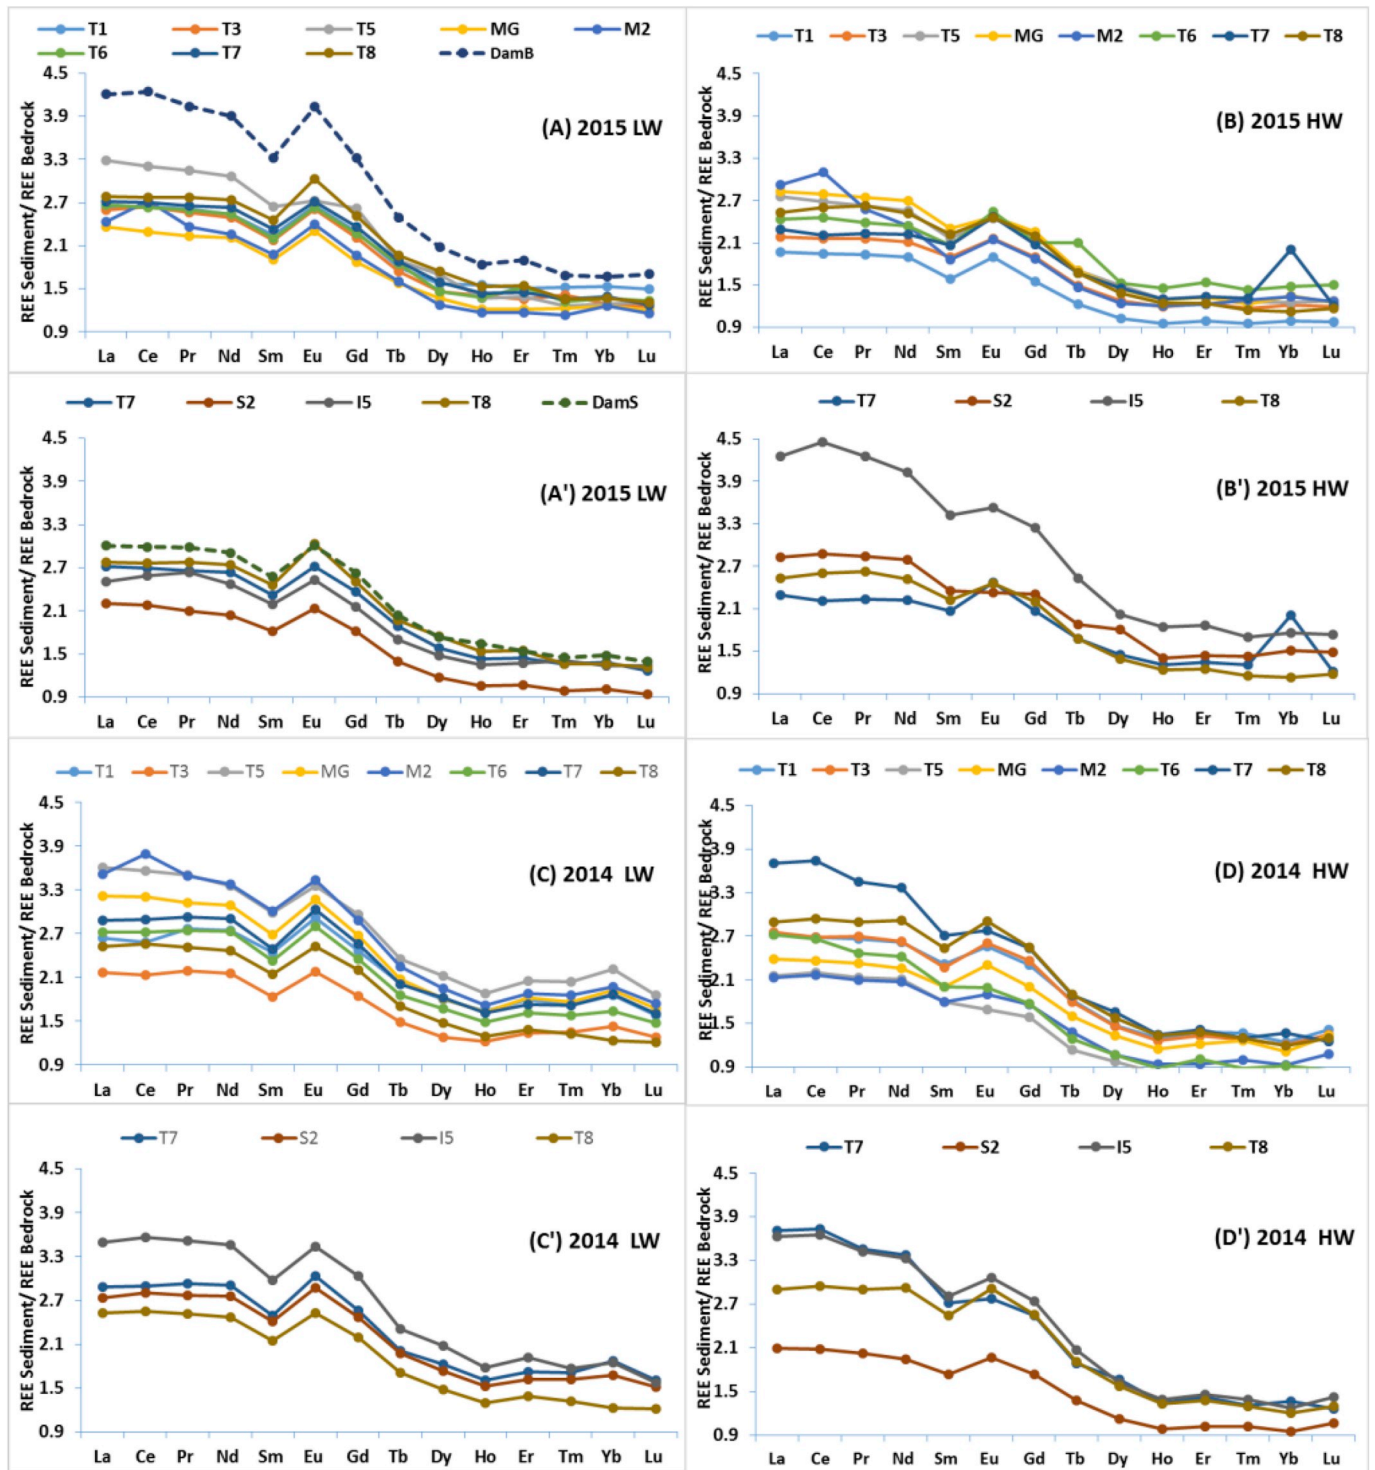 T1 T3 T5 MG M2
T6 T7 T8 DamB
REE Sediment/ REE Bedrock
4.5
3.9
3.3
2.7
2.1
1.5
0.9
(A) 2015 LW
La Ce Pr Nd Sm Eu Gd Tb Dy Ho Er Tm Yb Lu
T1 T3 T5 MG M2 T6 T7 T8
REE Sediment/ REE Bedrock
4.5
3.9
3.3
2.7
2.1
1.5
0.9
(B) 2015 HW
La Ce Pr Nd Sm Eu Gd Tb Dy Ho Er Tm Yb Lu
T7 S2 I5 T8 DamS
REE Sediment/ REE Bedrock
4.5
3.9
3.3
2.7
2.1
1.5
0.9
(A') 2015 LW
La Ce Pr Nd Sm Eu Gd Tb Dy Ho Er Tm Yb Lu
T7 S2 I5 T8
REE Sediment/ REE Bedrock
4.5
3.9
3.3
2.7
2.1
1.5
0.9
(B') 2015 HW
La Ce Pr Nd Sm Eu Gd Tb Dy Ho Er Tm Yb Lu
T1 T3 T5 MG M2 T6 T7 T8
REE Sediment/ REE Bedrock
4.5
3.9
3.3
2.7
2.1
1.5
0.9
(C) 2014 LW
La Ce Pr Nd Sm Eu Gd Tb Dy Ho Er Tm Yb Lu
T1 T3 T5 MG M2 T6 T7 T8
REE Sediment/ REE Bedrock
4.5
3.9
3.3
2.7
2.1
1.5
0.9
(D) 2014 HW
La Ce Pr Nd Sm Eu Gd Tb Dy Ho Er Tm Yb Lu
T7 S2 I5 T8
REE Sediment/ REE Bedrock
4.5
3.9
3.3
2.7
2.1
1.5
0.9
(C') 2014 LW
La Ce Pr Nd Sm Eu Gd Tb Dy Ho Er Tm Yb Lu
T7 S2 I5 T8
REE Sediment/ REE Bedrock
4.5
3.9
3.3
2.7
2.1
1.5
0.9
(D') 2014 HW
La Ce Pr Nd Sm Eu Gd Tb Dy Ho Er Tm Yb Lu